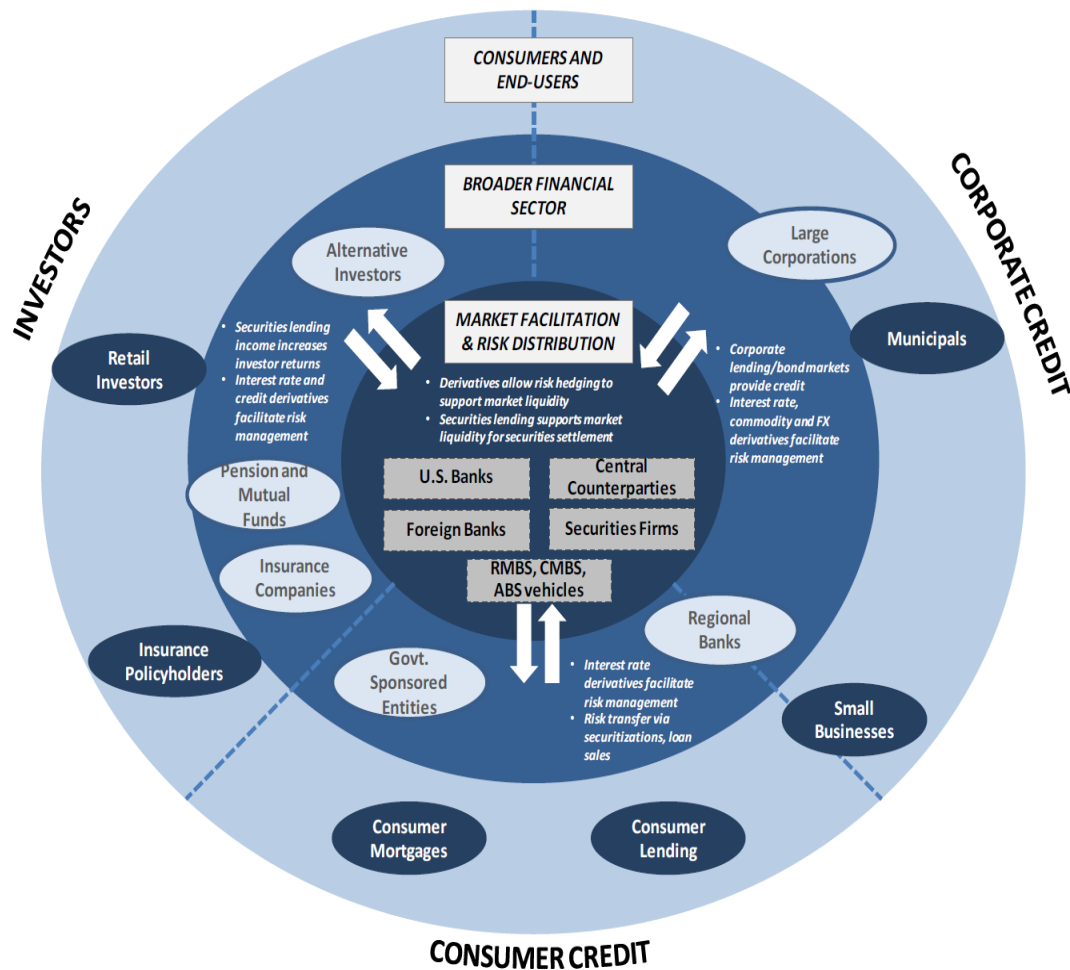 CONSUMERS AND
END-USERS
BROADER FINANCIAL
SECTOR
INVESTORS
CORPORATE CREDIT
Alternative
Investors
Large
Corporations
MARKET FACILITATION
& RISK DISTRIBUTION
Retail
Investors
Municipals
• Securities lending
income increases
investor returns
• Interest rate and
credit derivatives
facilitate risk
management
• Derivatives allow risk hedging to
support market liquidity
• Securities lending supports market
liquidity for securities settlement
• Corporate
lending/bond markets
provide credit
• Interest rate,
commodity and FX
derivatives facilitate
risk management
Pension and
Mutual
Funds
U.S. Banks
Central
Counterparties
Foreign Banks
Securities Firms
RMBS, CMBS,
ABS vehicles
Insurance
Companies
Regional
Banks
Insurance
Policyholders
Govt.
Sponsored
Entities
• Interest rate
derivatives facilitate
risk management
• Risk transfer via
securitizations, loan
sales
Small
Businesses
Consumer
Mortgages
Consumer
Lending
CONSUMER CREDIT